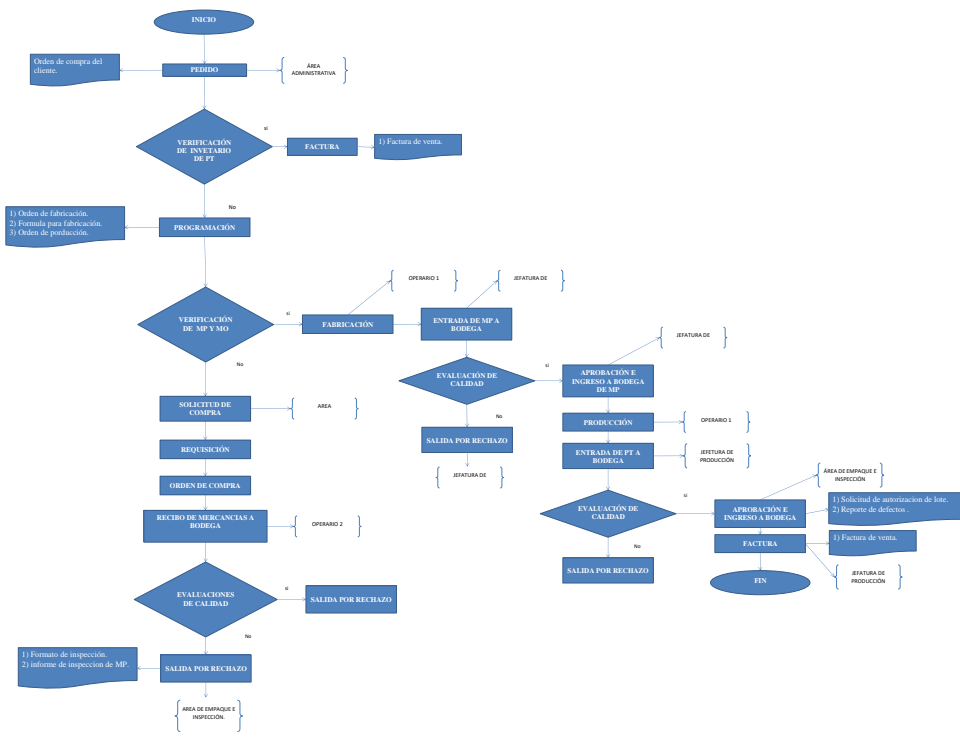 INICIO
Orden de compra del
cliente.
PEDIDO
ÁREA
ADMINISTRATIVA
VERIFICACIÓN
DE INVETARIO
DE PT
sí
FACTURA
1) Factura de venta.
No
1) Orden de fabricación.
2) Formula para fabricación.
3) Orden de porducción.
PROGRAMACIÓN
OPERARIO 1
JEFATURA DE
VERIFICACIÓN
DE MP Y MO
sí
FABRICACIÓN
ENTRADA DE MP A
BODEGA
JEFATURA DE
No
EVALUACIÓN DE
CALIDAD
sí
APROBACIÓN E
INGRESO A BODEGA
DE MP
SOLICITUD DE
COMPRA
AREA
No
PRODUCCIÓN
OPERARIO 1
SALIDA POR RECHAZO
REQUISICIÓN
ENTRADA DE PT A
BODEGA
JEFETURA DE
PRODUCCIÓN
JEFATURA DE
ORDEN DE COMPRA
ÁREA DE EMPAQUE E
INSPECCIÓN
sí
1) Solicitud de autorizacion de lote.
2) Reporte de defectos .
EVALUACIÓN DE
CALIDAD
APROBACIÓN E
INGRESO A BODEGA
RECIBO DE MERCANCIAS A
BODEGA
OPERARIO 2
No
FACTURA
1) Factura de venta.
SALIDA POR RECHAZO
JEFATURA DE
PRODUCCIÓN
FIN
EVALUACIONES
DE CALIDAD
sí
SALIDA POR RECHAZO
No
1) Formato de inspección.
2) informe de inspeccion de MP.
SALIDA POR RECHAZO
AREA DE EMPAQUE E
INSPECCIÓN.